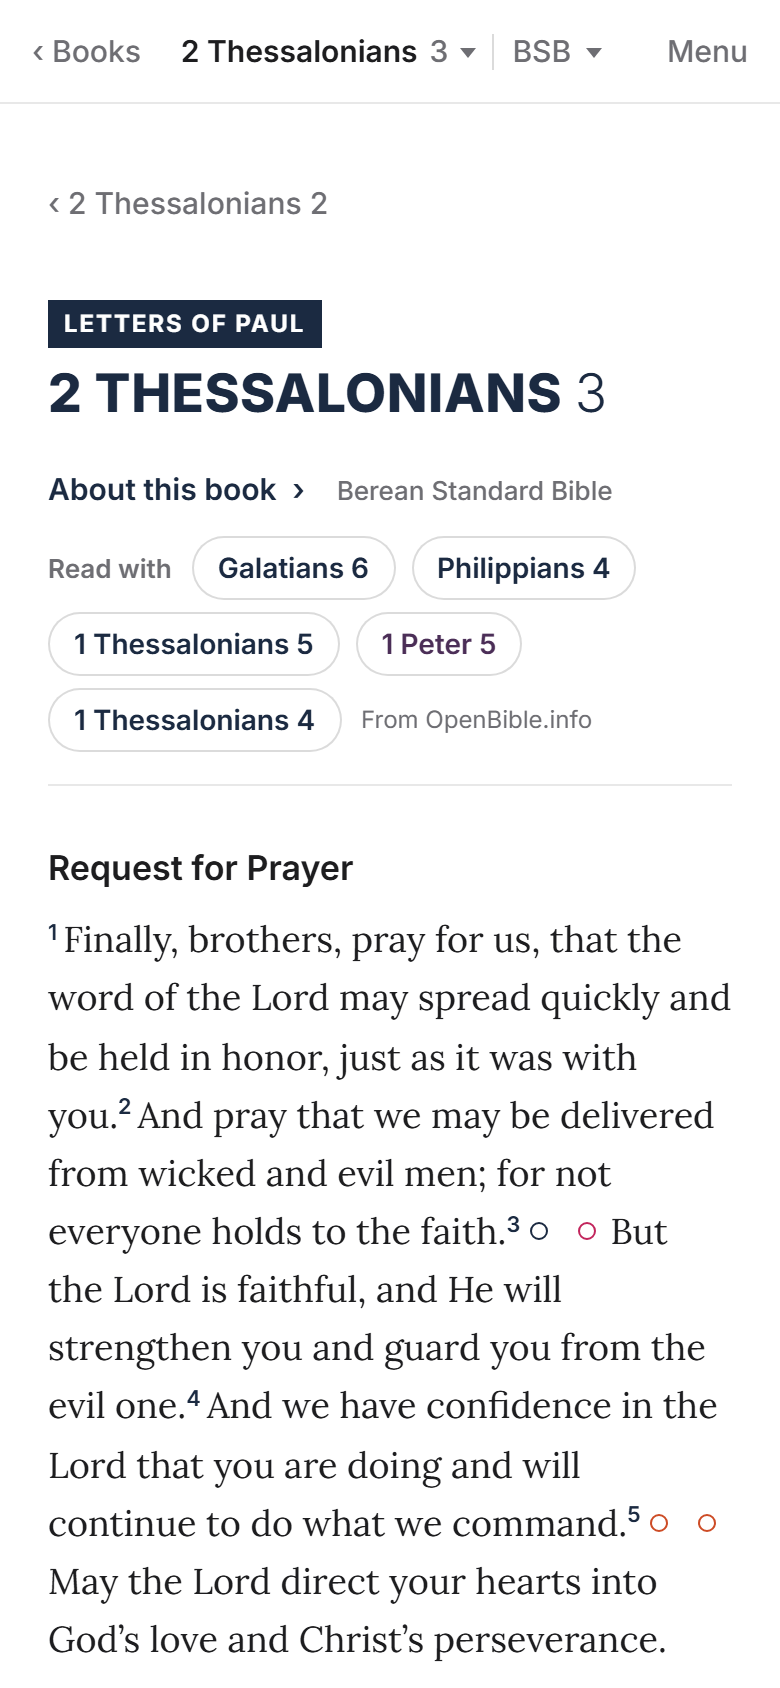 ‹ Books 2 Thessalonians 3 BSB Menu
‹ 2 Thessalonians 2
LETTERS OF PAUL
2 THESSALONIANS 3
About this book › Berean Standard Bible
Read with Galatians 6 Philippians 4
1 Thessalonians 5 1 Peter 5
1 Thessalonians 4 From OpenBible.info
Request for Prayer
1 Finally, brothers, pray for us, that the
word of the Lord may spread quickly and
be held in honor, just as it was with
you.2 And pray that we may be delivered
from wicked and evil men; for not
everyone holds to the faith.3 But
the Lord is faithful, and He will
strengthen you and guard you from the
evil one.4 And we have confidence in the
Lord that you are doing and will
continue to do what we command.5
May the Lord direct your hearts into
God’s love and Christ’s perseverance.